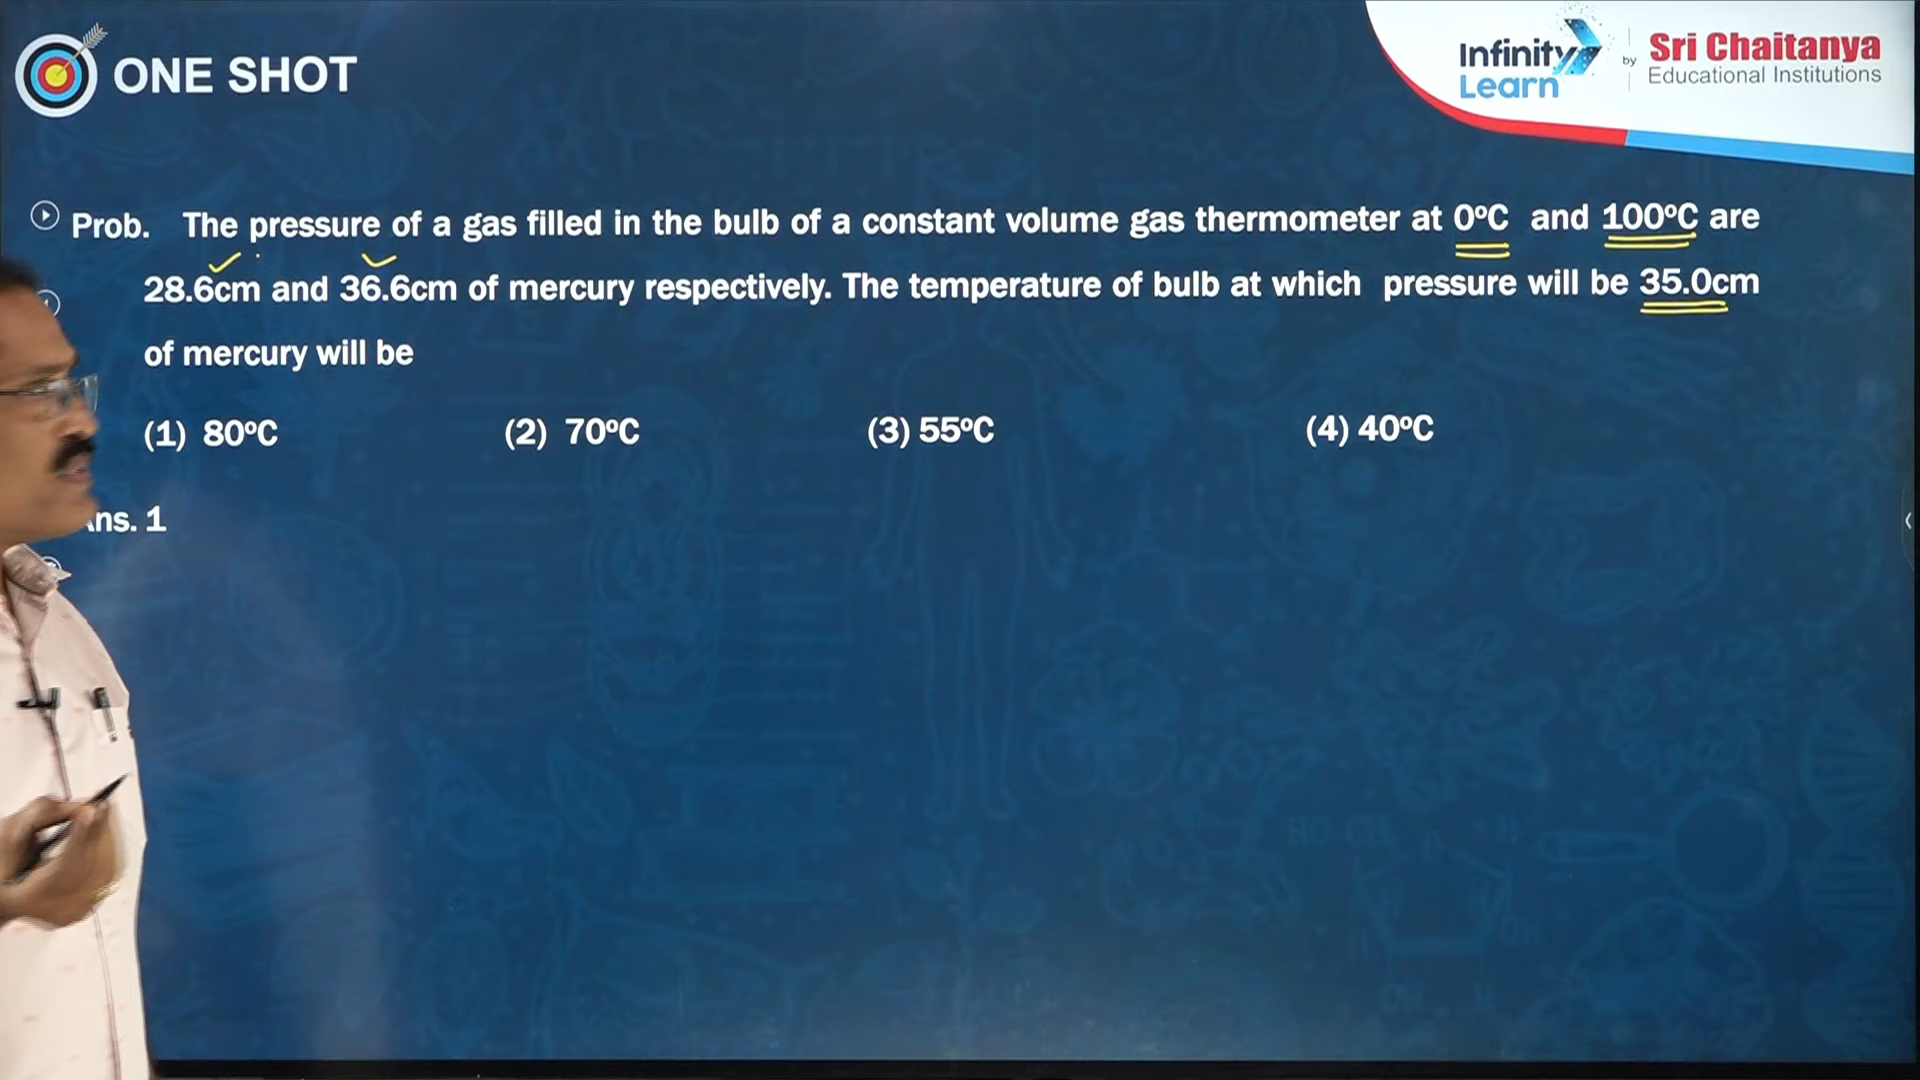 ONE SHOT
Infinity
Learn
by
Sri Chaitanya
Educational Institutions
Prob. The pressure of a gas filled in the bulb of a constant volume gas thermometer at 0°C and 100°C are
28.6cm and 36.6cm of mercury respectively. The temperature of bulb at which pressure will be 35.0cm
of mercury will be
(1) 80°C (2) 70°C (3) 55°C (4) 40°C
ns. 1